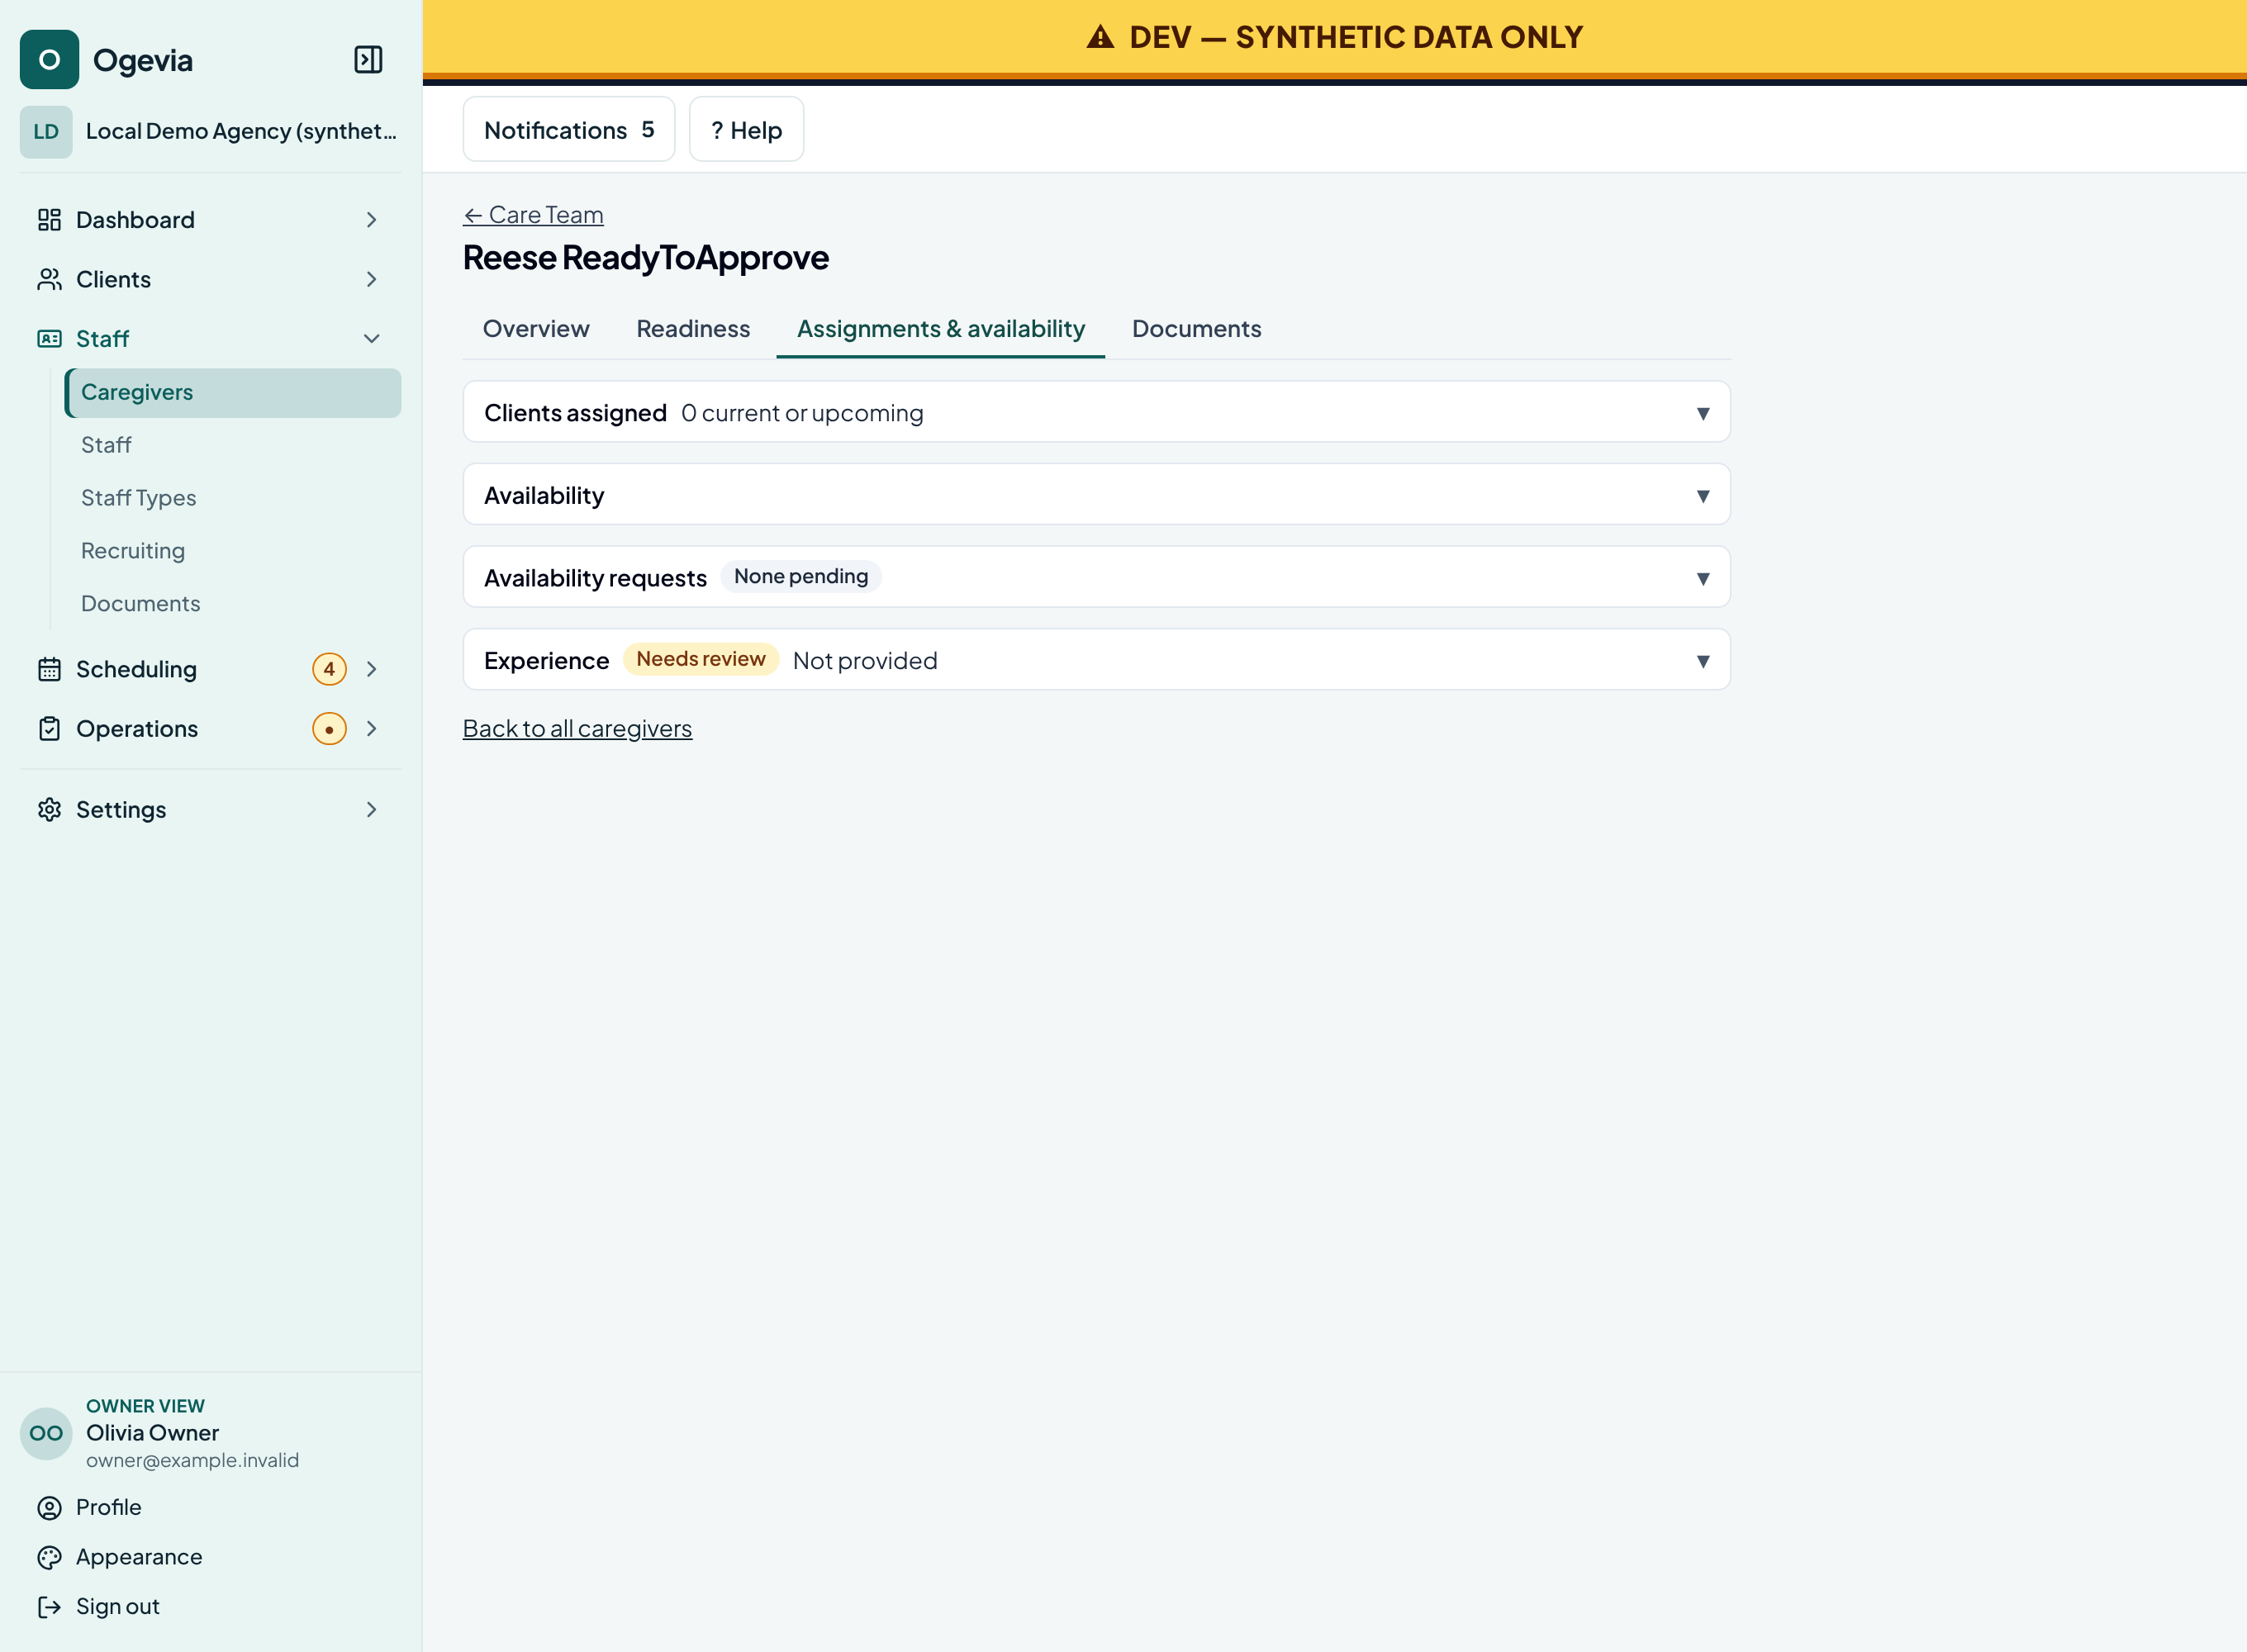 O Ogevia
LD Local Demo Agency (synthet...
Dashboard
Clients
Staff
Caregivers
Staff
Staff Types
Recruiting
Documents
Scheduling 4
Operations
Settings
OWNER VIEW
OO Olivia Owner
owner@example.invalid
Profile
Appearance
Sign out
DEV — SYNTHETIC DATA ONLY
Notifications 5 ? Help
← Care Team
Reese ReadyToApprove
Overview Readiness Assignments & availability Documents
Clients assigned 0 current or upcoming ▼
Availability ▼
Availability requests None pending ▼
Experience Needs review Not provided ▼
Back to all caregivers